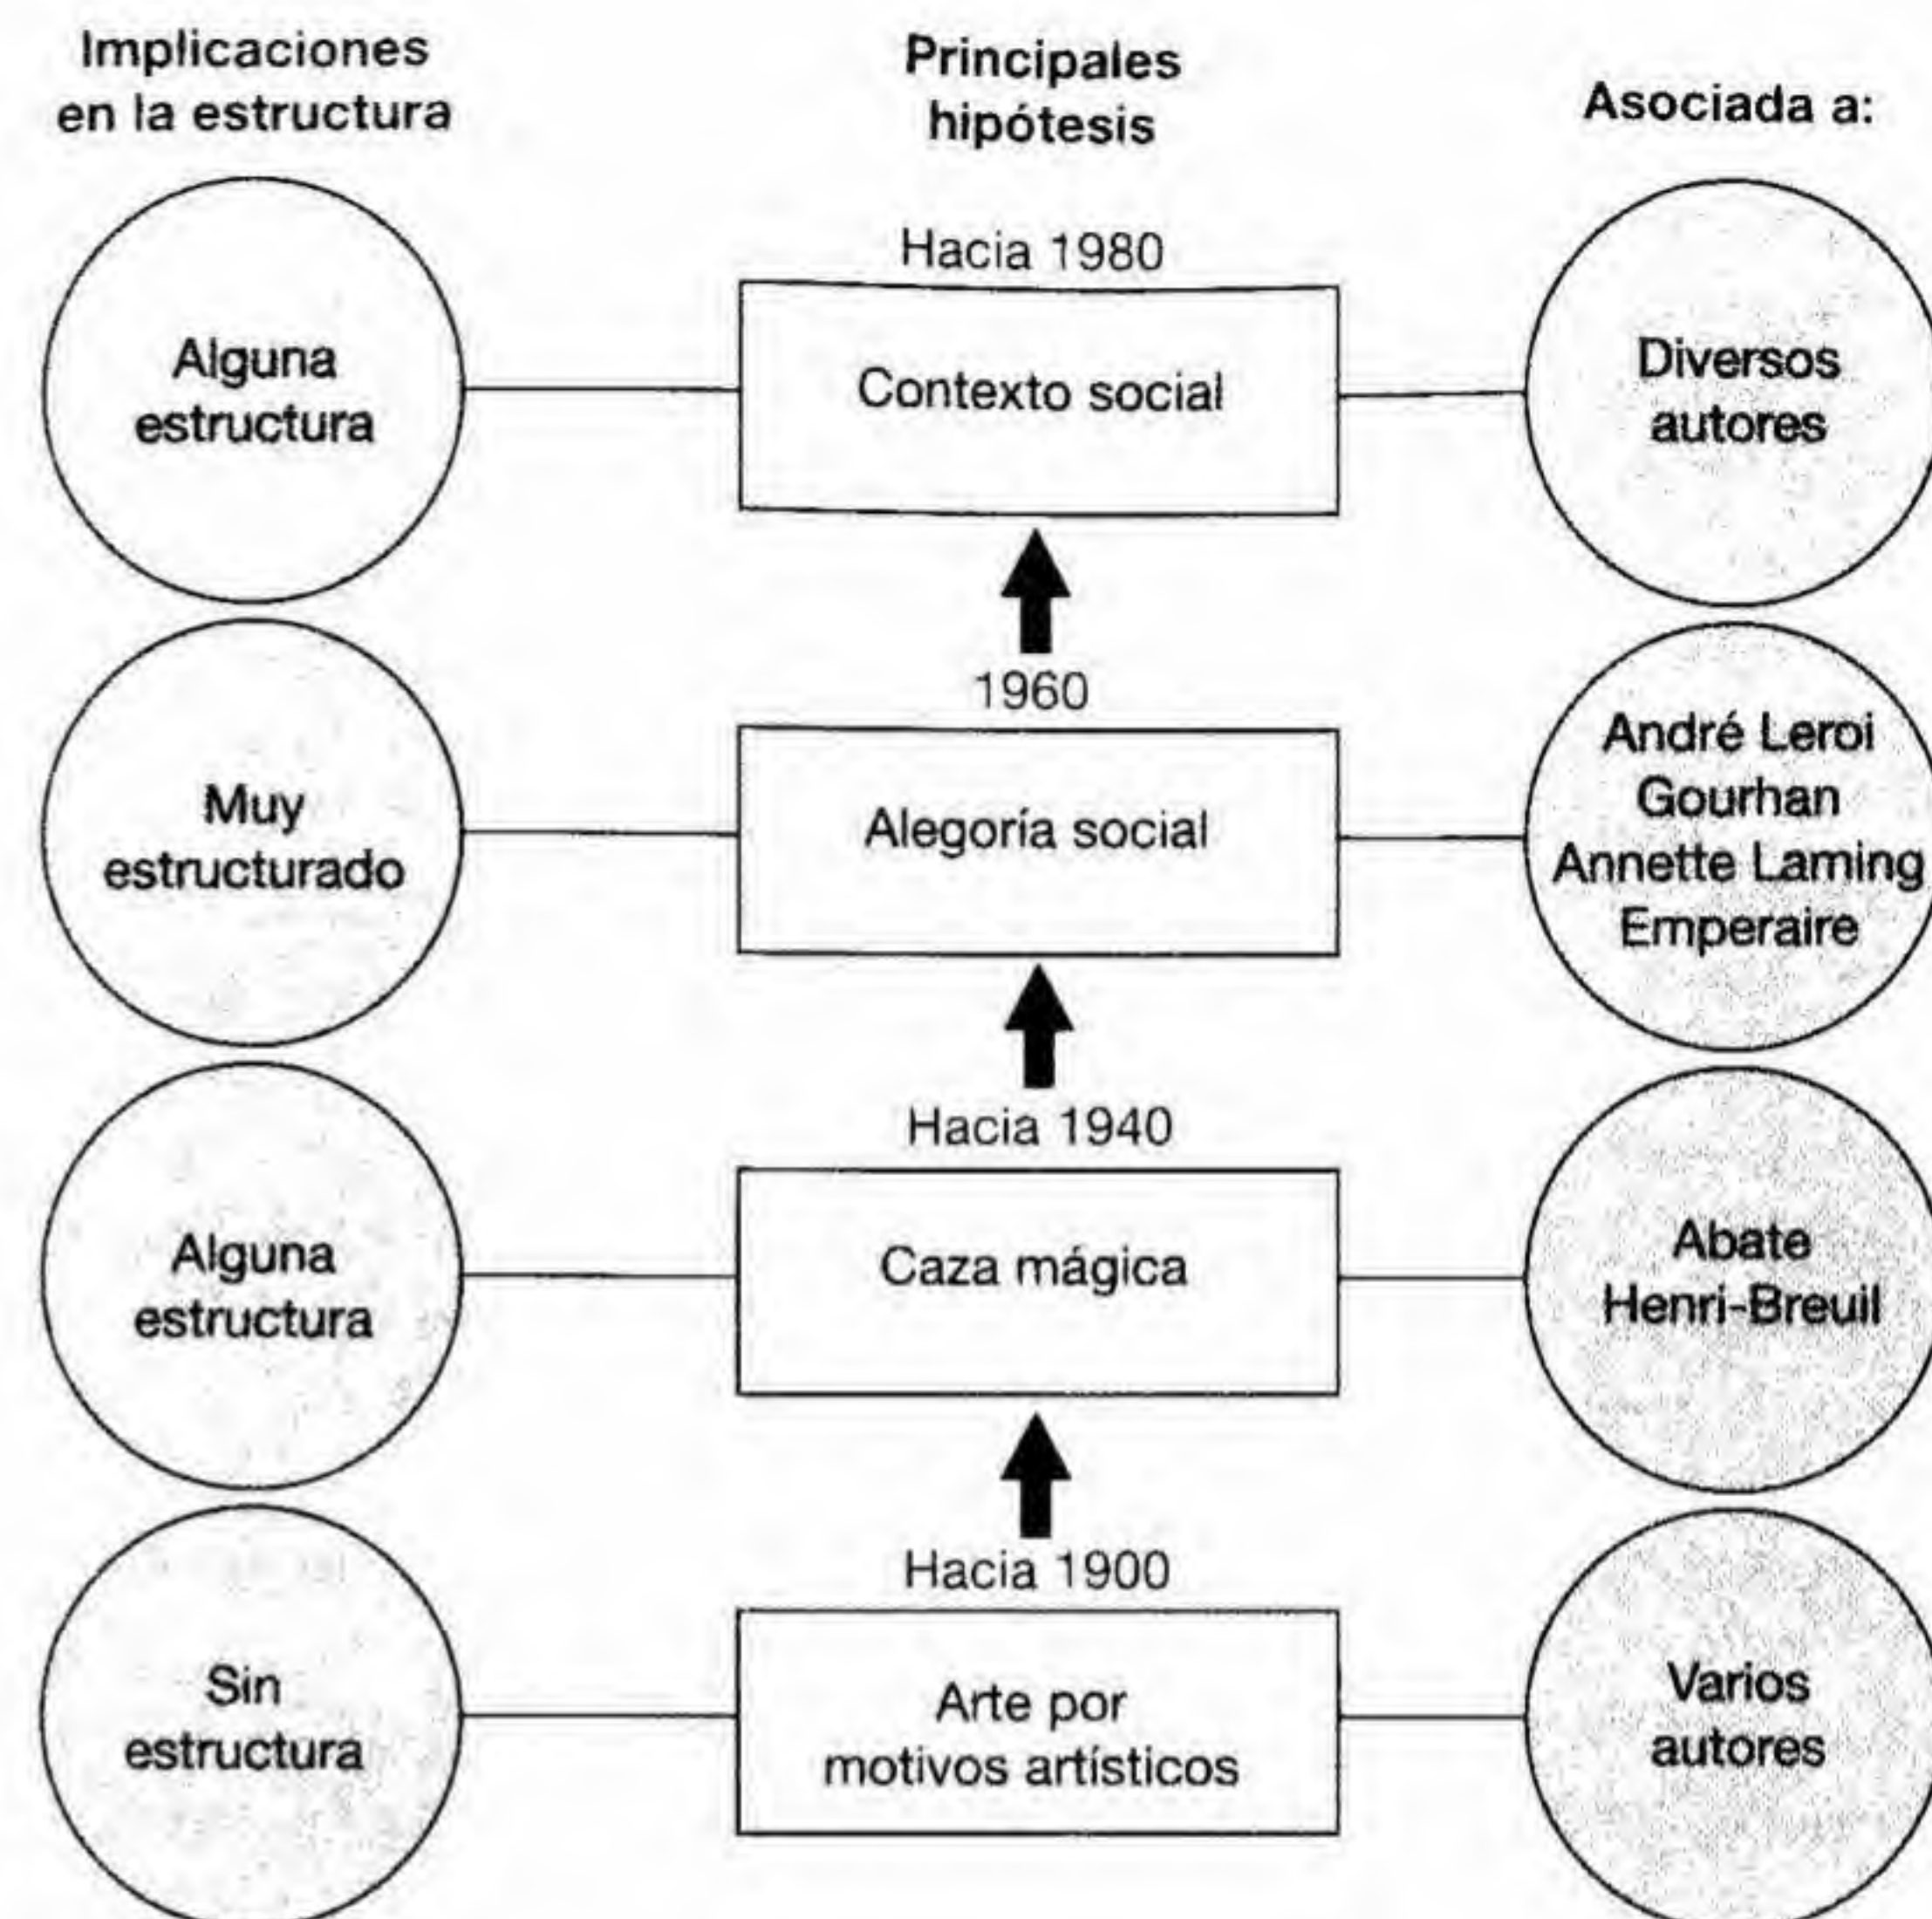 Implicaciones
en la estructura
Principales
hipótesis
Asociada a:
Alguna
estructura
Hacia 1980
Contexto social
Diversos
autores
Muy
estructurado
1960
Alegoría social
André Leroi
Gourhan
Annette Laming
Emperaire
Alguna
estructura
Hacia 1940
Caza mágica
Abate
Henri-Breuil
Sin
estructura
Hacia 1900
Arte por
motivos artísticos
Varios
autores